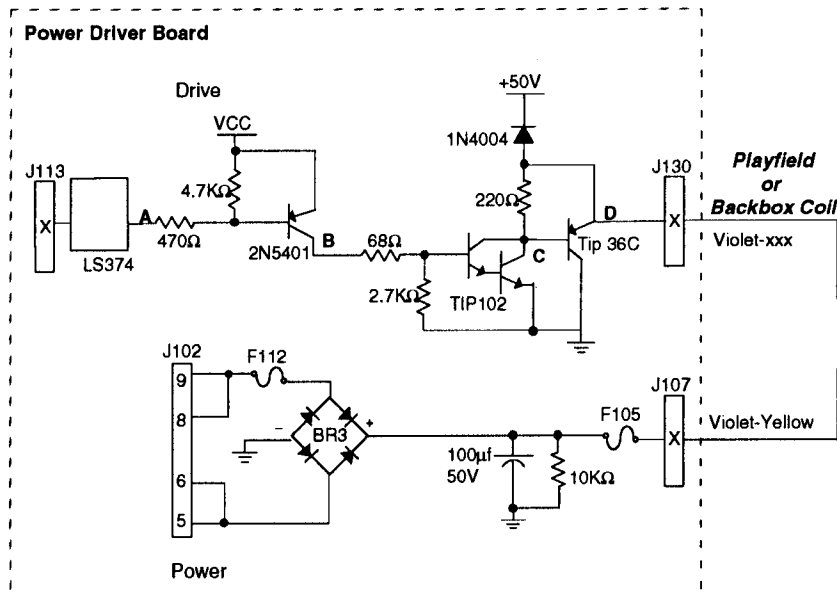 Power Driver Board
Drive
+50V
VCC
1N4004
J113
J130
Playfield
or
Backbox Coil
4.7KΩ
220Ω
D
X
A
X
470Ω
2N5401
B
68Ω
C
Tip 36C
Violet-xxx
LS374
2.7KΩ
TIP102
J102
F112
9
J107
8
BR3
-
+
F105
Violet-Yellow
X
100µf
50V
10KΩ
6
5
Power